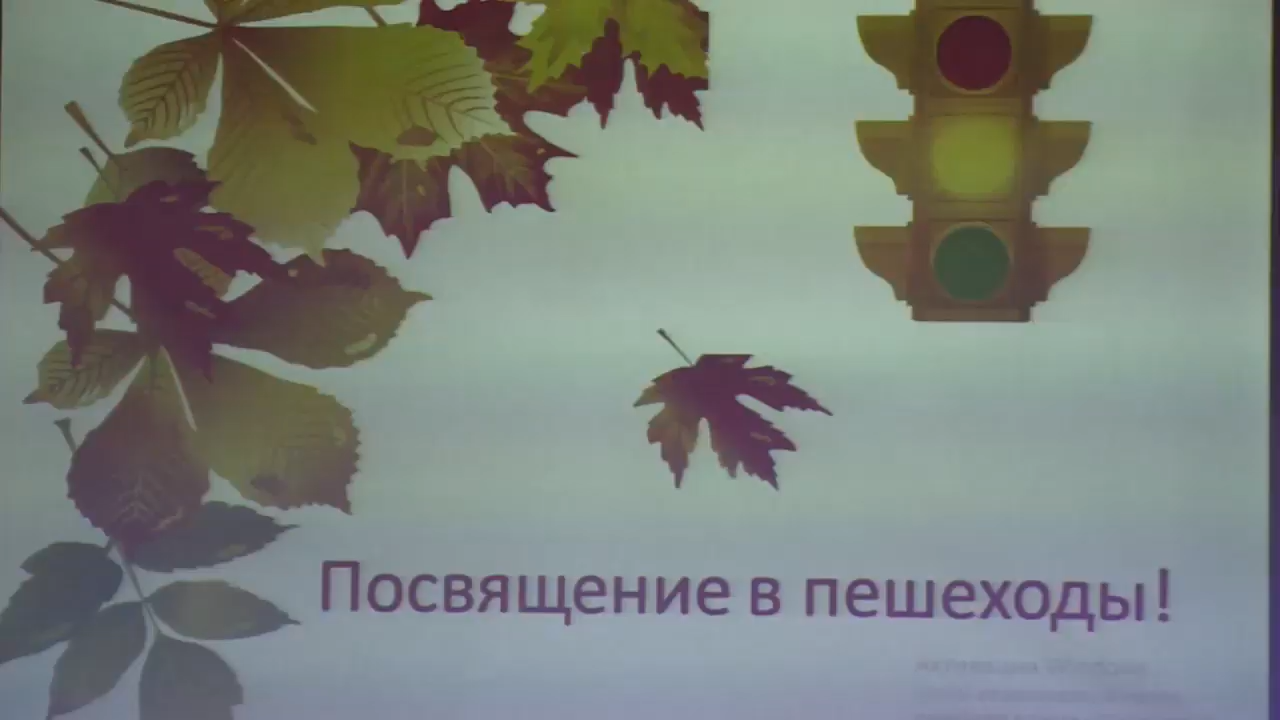 Посвящение в пешеходы!